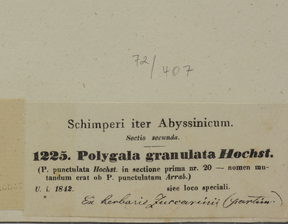 72/407
Schimperi iter Abyssinicum.
Sectio secunda.
1225. Polygala granulata Hochst.
(P. punctulata Hochst. in sectione prima nr. 20 — nomen mu-
tandum erat ob P. punctulatam Arrab.)
U. i. 1842. sine loco speciali.
Ex herbariis Zuccarinii (partim.)